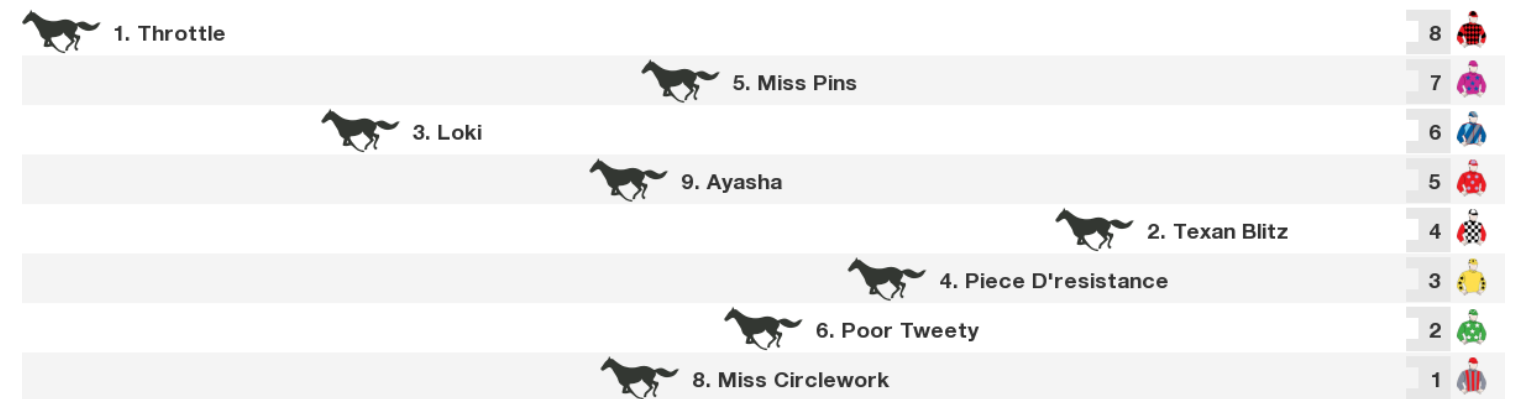 1. Throttle 8
5. Miss Pins 7
3. Loki 6
9. Ayasha 5
2. Texan Blitz 4
4. Piece D'resistance 3
6. Poor Tweety 2
8. Miss Circlework 1